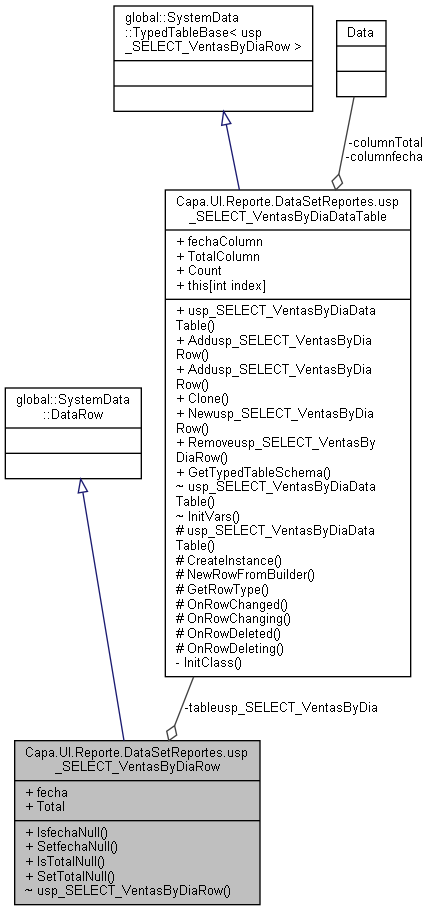 global::SystemData
::TypedTableBase< usp
_SELECT_VentasByDiaRow >
Data
-columnTotal
-columnfecha
Capa.UI.Reporte.DataSetReportes.usp
_SELECT_VentasByDiaDataTable
+ fechaColumn
+ TotalColumn
+ Count
+ this[int index]
+ usp_SELECT_VentasByDiaData
Table()
+ Addusp_SELECT_VentasByDia
Row()
+ Addusp_SELECT_VentasByDia
Row()
+ Clone()
+ Newusp_SELECT_VentasByDia
Row()
+ Removeusp_SELECT_VentasBy
DiaRow()
+ GetTypedTableSchema()
~ usp_SELECT_VentasByDiaData
Table()
~ InitVars()
# usp_SELECT_VentasByDiaData
Table()
# CreateInstance()
# NewRowFromBuilder()
# GetRowType()
# OnRowChanged()
# OnRowChanging()
# OnRowDeleted()
# OnRowDeleting()
- InitClass()
global::SystemData
::DataRow
-tableusp_SELECT_VentasByDia
Capa.UI.Reporte.DataSetReportes.usp
_SELECT_VentasByDiaRow
+ fecha
+ Total
+ IsfechaNull()
+ SetfechaNull()
+ IsTotalNull()
+ SetTotalNull()
~ usp_SELECT_VentasByDiaRow()